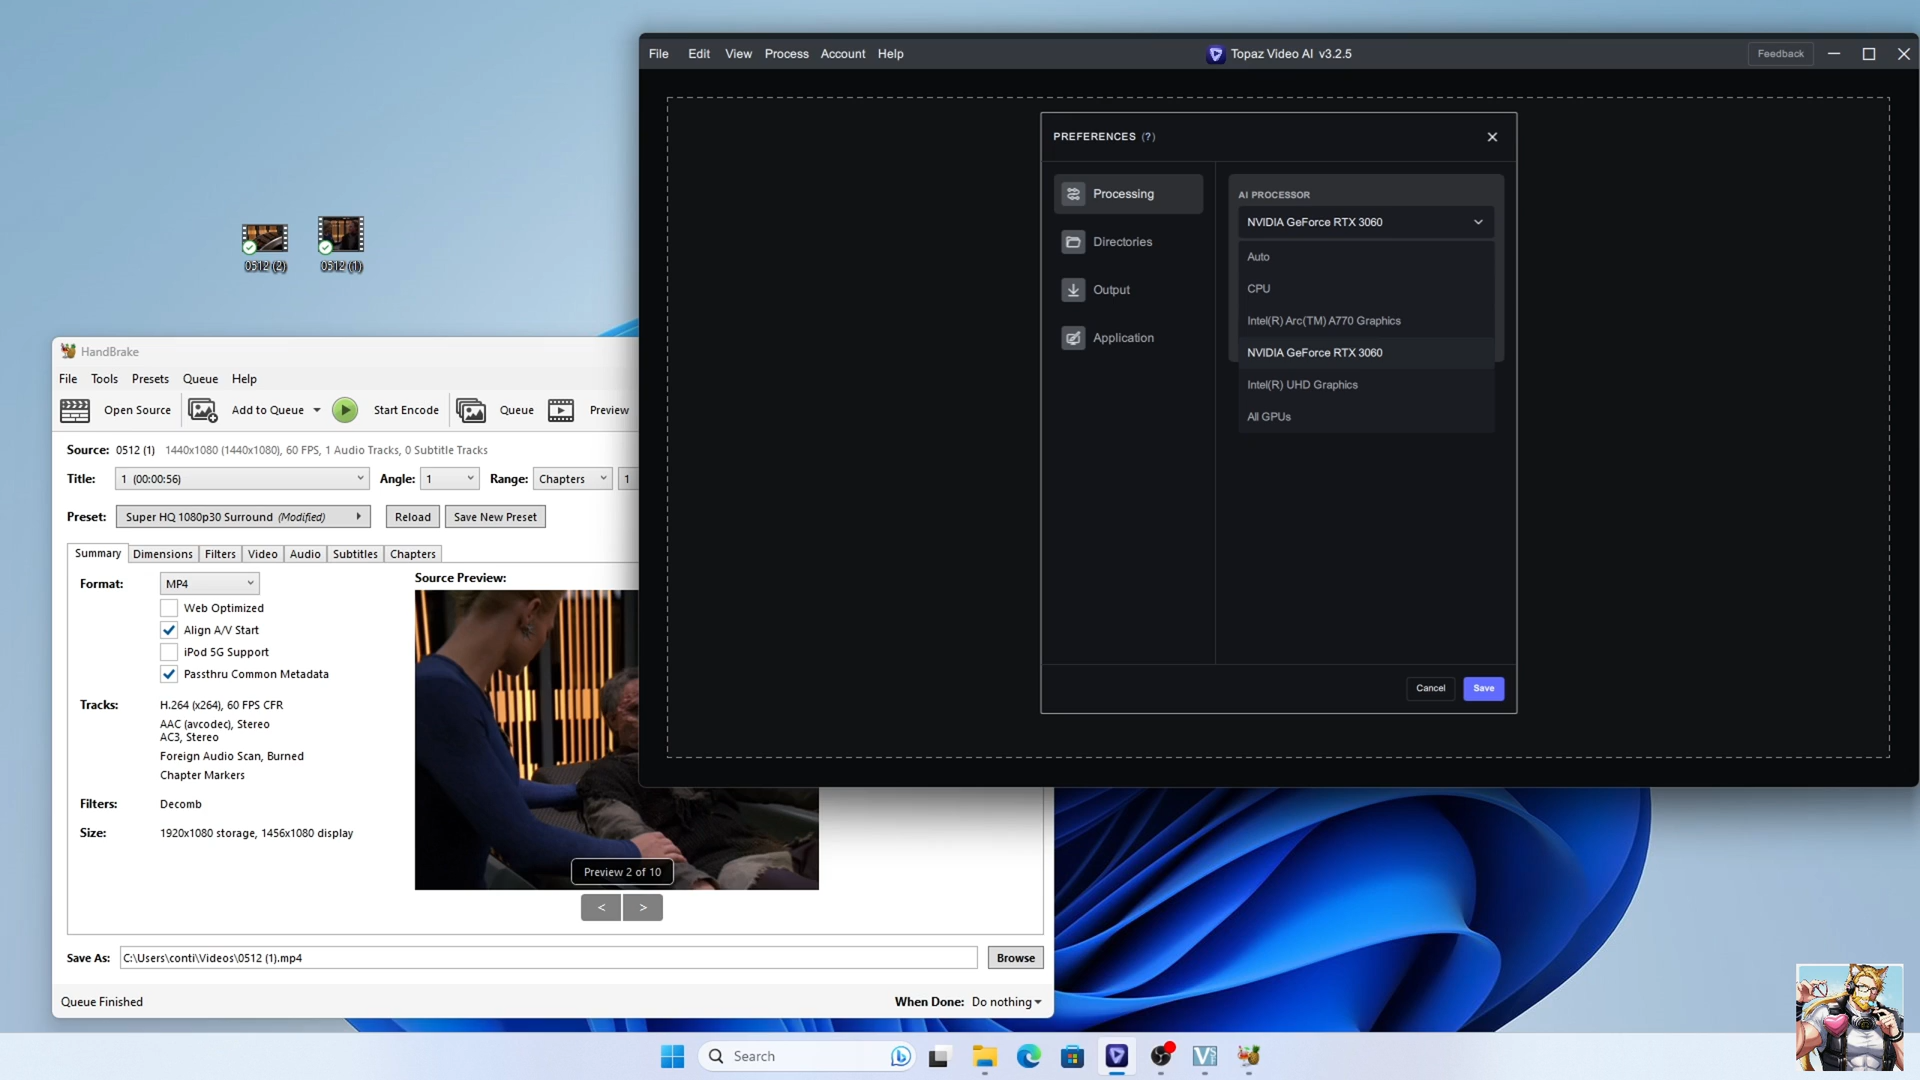 File Edit View Process Account Help
Topaz Video AI v3.2.5
Feedback
PREFERENCES (?)
Processing
Directories
Output
Application
AI PROCESSOR
NVIDIA GeForce RTX 3060
Auto
CPU
Intel(R) Arc(TM) A770 Graphics
NVIDIA GeForce RTX 3060
Intel(R) UHD Graphics
All GPUs
Cancel
Save
0512 (2)
0512 (1)
HandBrake
File Tools Presets Queue Help
Open Source
Add to Queue
Start Encode
Queue
Preview
Source: 0512 (1) 1440x1080 (1440x1080), 60 FPS, 1 Audio Tracks, 0 Subtitle Tracks
Title: 1 (00:00:56) Angle: 1 Range: Chapters 1
Preset: Super HQ 1080p30 Surround (Modified) Reload Save New Preset
Summary Dimensions Filters Video Audio Subtitles Chapters
Format: MP4
Web Optimized
Align A/V Start
iPod 5G Support
Passthru Common Metadata
Tracks: H.264 (x264), 60 FPS CFR
AAC (avcodec), Stereo
AC3, Stereo
Foreign Audio Scan, Burned
Chapter Markers
Filters: Decomb
Size: 1920x1080 storage, 1456x1080 display
Source Preview:
Preview 2 of 10
< >
Save As: C:\Users\conti\Videos\0512 (1).mp4 Browse
Queue Finished
When Done: Do nothing
Search